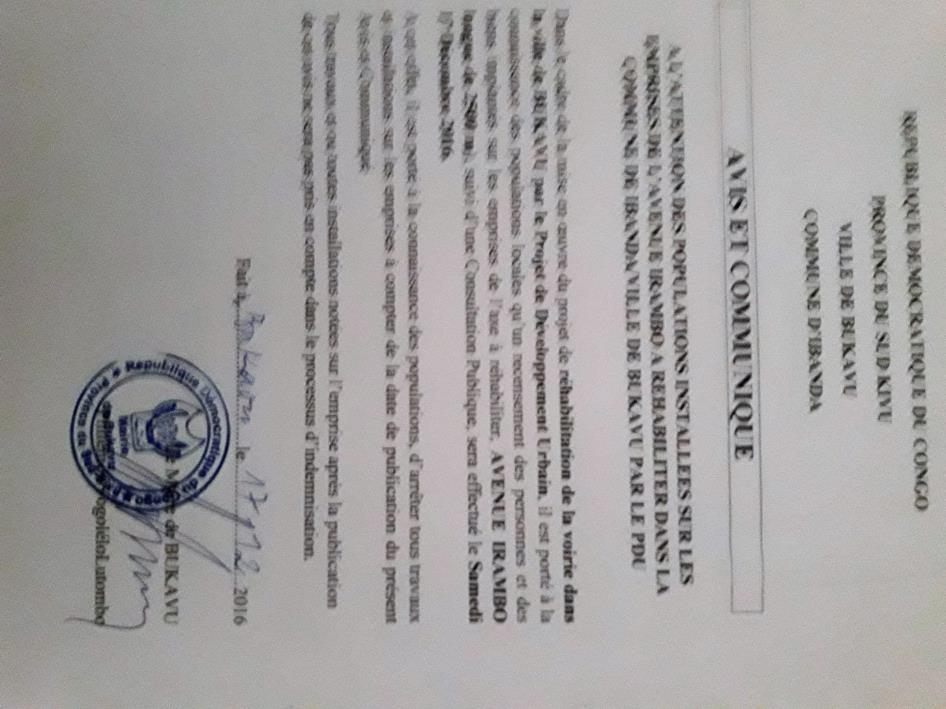 REPUBLIQUE DEMOCRATIQUE DU CONGO
PROVINCE DU SUD KIVU
VILLE DE BUKAVU
COMMUNE D'IBANDA
AVIS ET COMMUNIQUE
A L'ATTENTION DES POPULATIONS INSTALLEES SUR LES
EMPRISES DE L'AVENUE IRAMBO A REHABILITER DANS LA
COMMUNE DE IBANDA/VILLE DE BUKAVU PAR LE PDU
Dans le cadre de la mise en œuvre du projet de réhabilitation de la voirie dans
la ville de BUKAVU par le Projet de Développement Urbain, il est porté à la
connaissance des populations locales qu'un recensement des personnes et des
biens implantés sur les emprises de l'axe à réhabiliter, AVENUE IRAMBO
longue de 2800 m, suivi d'une Consultation Publique, sera effectué le Samedi
17 Décembre 2016.
A cet effet, il est porté à la connaissance des populations, d'arrêter tous travaux
et installations sur les emprises à compter de la date de publication du présent
Avis et Communiqué.
Tous travaux et ou toutes installations notées sur l'emprise après la publication
de cet avis ne sera pas pris en compte dans le processus d'indemnisation.
Fait à Bukavu le 17/12 2016
Maire de BUKAVU
Lutombo
République Démocratique du Congo
Province du Sud
Mairie